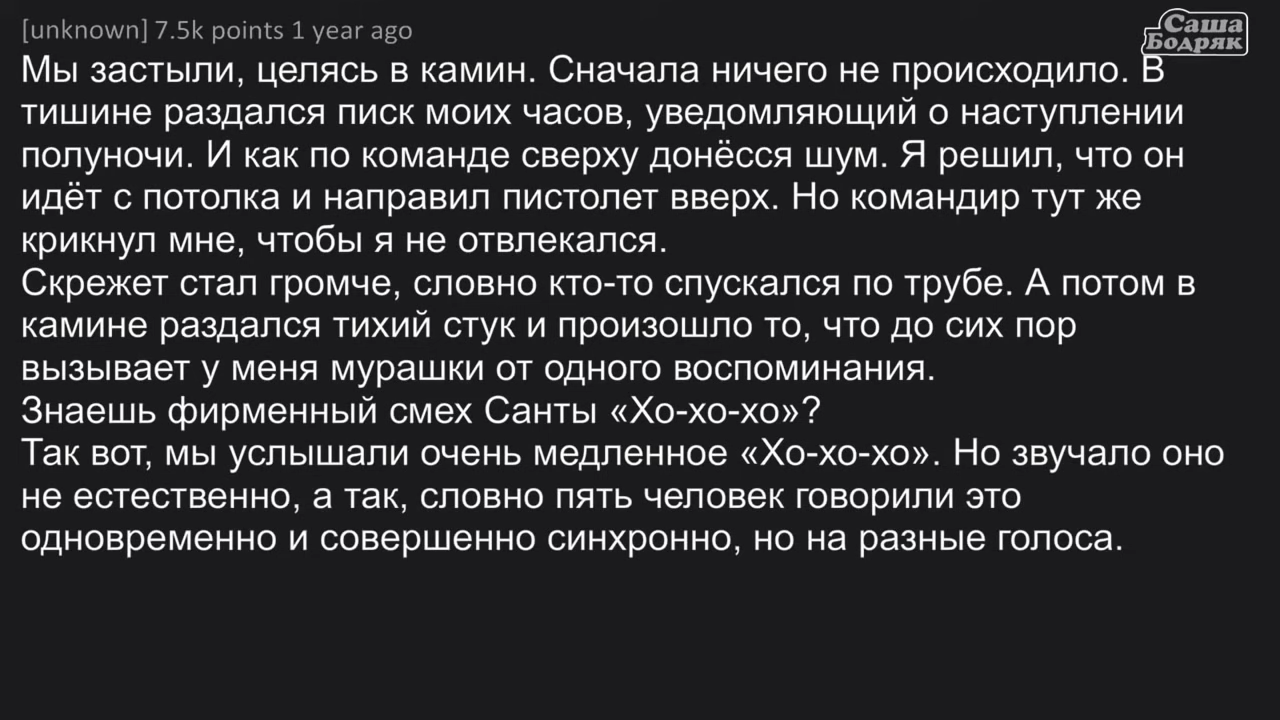 [unknown] 7.5k points 1 year ago
Саша
Бодряк
Мы застыли, целясь в камин. Сначала ничего не происходило. В
тишине раздался писк моих часов, уведомляющий о наступлении
полуночи. И как по команде сверху донёсся шум. Я решил, что он
идёт с потолка и направил пистолет вверх. Но командир тут же
крикнул мне, чтобы я не отвлекался.
Скрежет стал громче, словно кто-то спускался по трубе. А потом в
камине раздался тихий стук и произошло то, что до сих пор
вызывает у меня мурашки от одного воспоминания.
Знаешь фирменный смех Санты «Хо-хо-хо»?
Так вот, мы услышали очень медленное «Хо-хо-хо». Но звучало оно
не естественно, а так, словно пять человек говорили это
одновременно и совершенно синхронно, но на разные голоса.